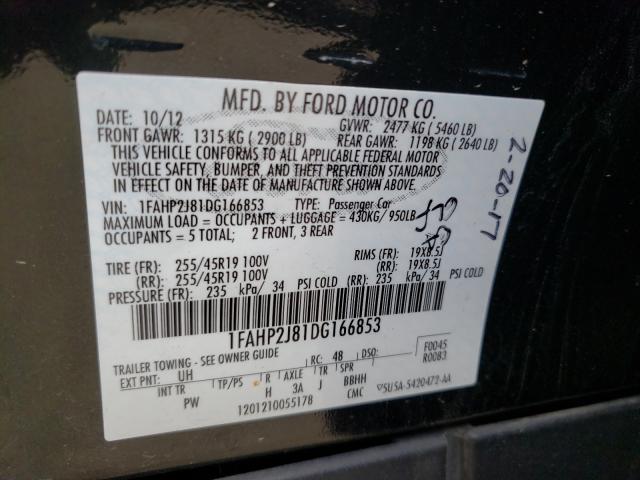 MFD. BY FORD MOTOR CO.
DATE: 10/12 GVWR: 2477 KG ( 5460 LB)
FRONT GAWR: 1315 KG ( 2900 LB) REAR GAWR: 1198 KG ( 2640 LB)
THIS VEHICLE CONFORMS TO ALL APPLICABLE FEDERAL MOTOR
VEHICLE SAFETY, BUMPER, AND THEFT PREVENTION STANDARDS
IN EFFECT ON THE DATE OF MANUFACTURE SHOWN ABOVE.
VIN: 1FAHP2J81DG166853 TYPE: Passenger Car
MAXIMUM LOAD = OCCUPANTS + LUGGAGE = 430KG/ 950LB
OCCUPANTS = 5 TOTAL; 2 FRONT, 3 REAR
TIRE (FR): 255/45R19 100V RIMS (FR): 19X8.5J
(RR): 255/45R19 100V (RR): 19X8.5J
PRESSURE (FR): 235 kPa/ 34 PSI COLD (RR): 235 kPa/ 34 PSI COLD
1FAHP2J81DG166853
TRAILER TOWING - SEE OWNER GUIDE RC: 48 DSO: F0045
EXT PNT: UH R0083
INT TR TP/PS R AXLE TR SPR
PW H 3A J BBHH
CMC 5U5A-5420472-AA
1201210055178
2-20-17